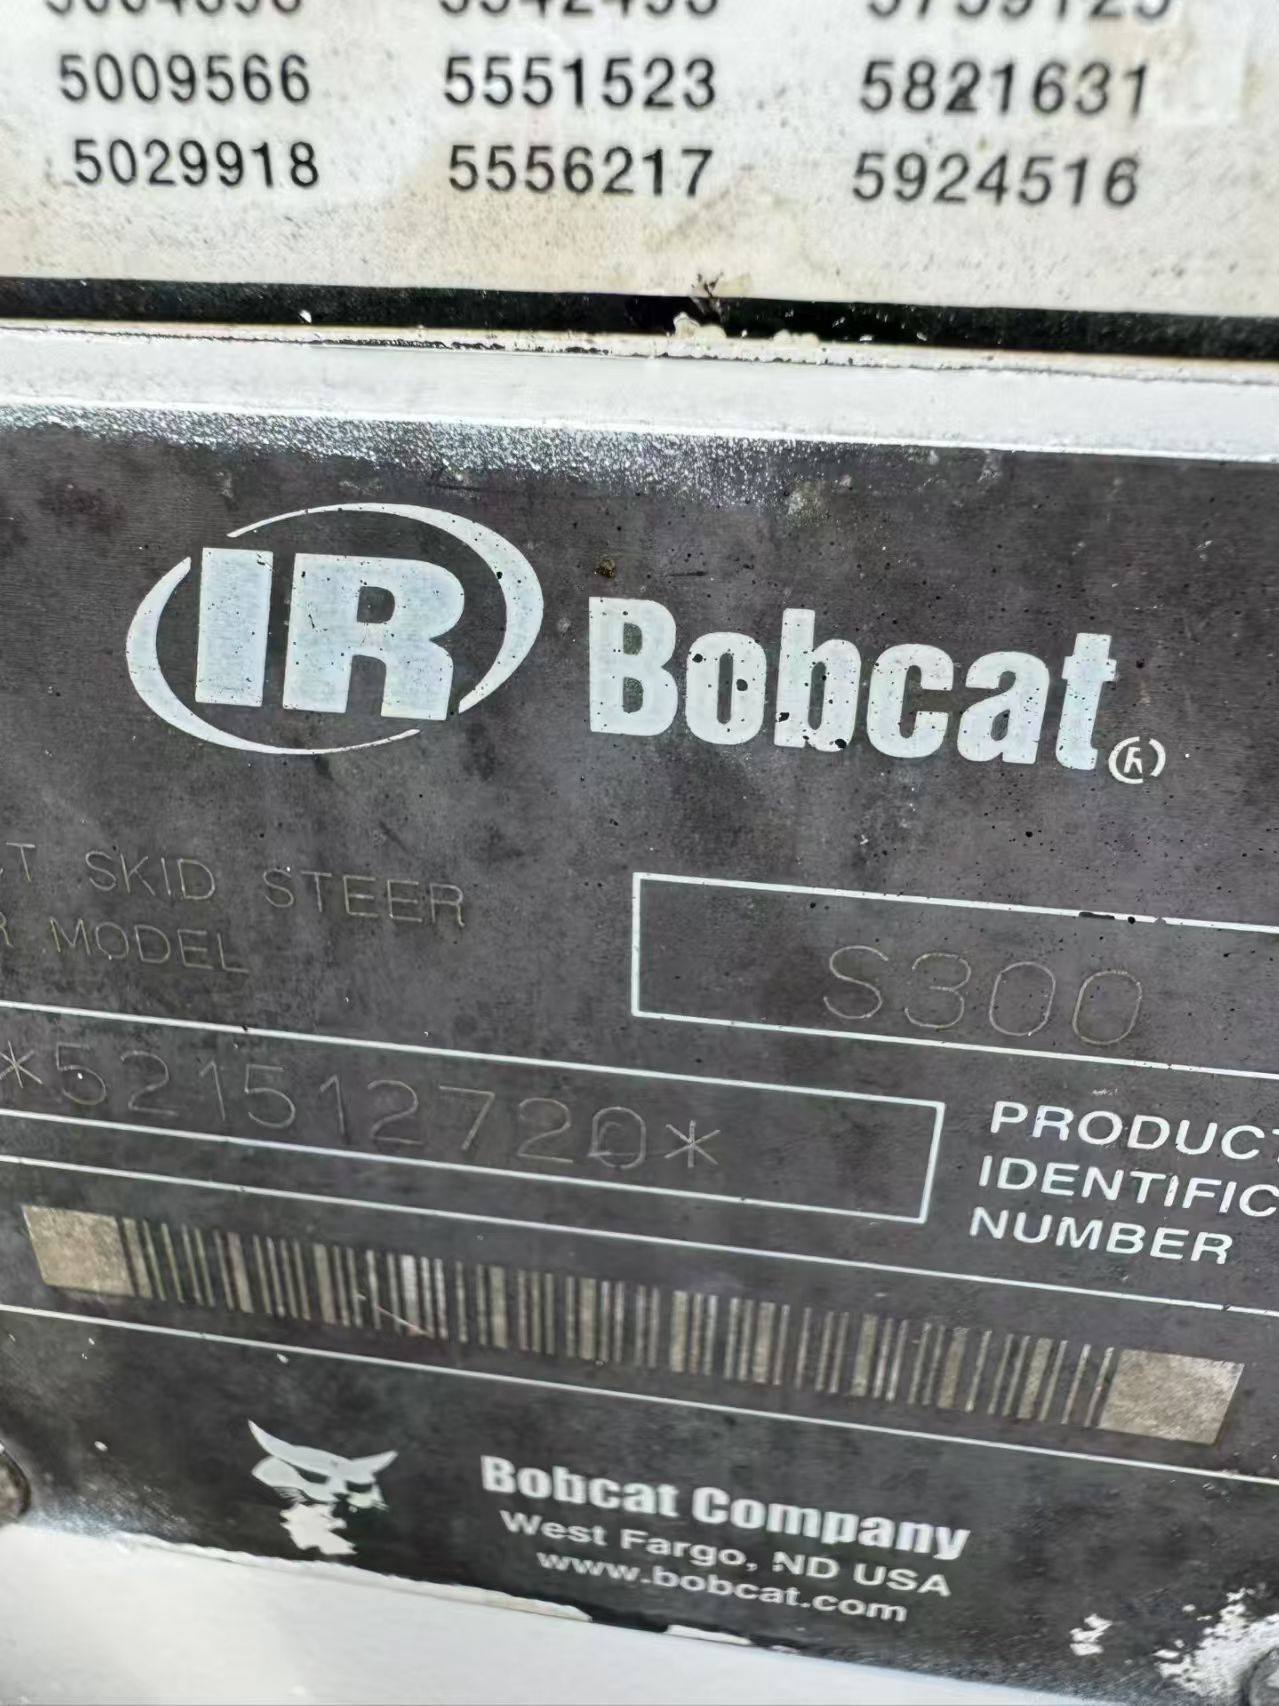 5009566 5551523 5821631
5029918 5556217 5924516
IR Bobcat®
SKID STEER
MODEL
S300
*521512720*
PRODUCT
IDENTIFIC
NUMBER
Bobcat Company
West Fargo, ND USA
www.bobcat.com